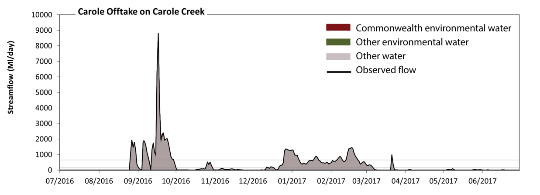 Carole Offtake on Carole Creek
Streamflow (Ml/day)
10000
9000
8000
7000
6000
5000
4000
3000
2000
1000
0
Commonwealth environmental water
Other environmental water
Other water
Observed flow
07/2016 08/2016 09/2016 10/2016 11/2016 12/2016 01/2017 02/2017 03/2017 04/2017 05/2017 06/2017